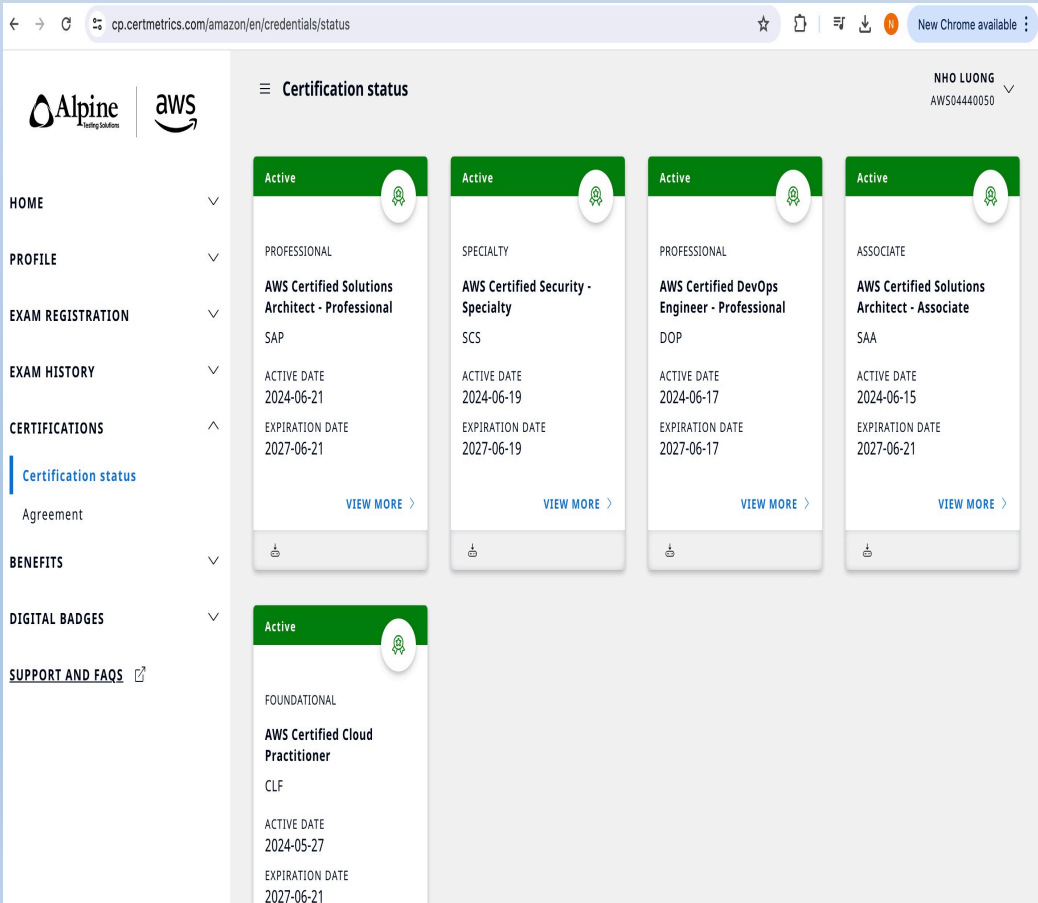 cp.certmetrics.com/amazon/en/credentials/status
N
New Chrome available
Alpine
Testing Solutions
aws
Certification status
NHO LUONG
AWS04440050
HOME
PROFILE
EXAM REGISTRATION
EXAM HISTORY
CERTIFICATIONS
Certification status
Agreement
BENEFITS
DIGITAL BADGES
SUPPORT AND FAQS
Active
PROFESSIONAL
AWS Certified Solutions
Architect - Professional
SAP
ACTIVE DATE
2024-06-21
EXPIRATION DATE
2027-06-21
VIEW MORE
Active
SPECIALTY
AWS Certified Security -
Specialty
SCS
ACTIVE DATE
2024-06-19
EXPIRATION DATE
2027-06-19
VIEW MORE
Active
PROFESSIONAL
AWS Certified DevOps
Engineer - Professional
DOP
ACTIVE DATE
2024-06-17
EXPIRATION DATE
2027-06-17
VIEW MORE
Active
ASSOCIATE
AWS Certified Solutions
Architect - Associate
SAA
ACTIVE DATE
2024-06-15
EXPIRATION DATE
2027-06-21
VIEW MORE
Active
FOUNDATIONAL
AWS Certified Cloud
Practitioner
CLF
ACTIVE DATE
2024-05-27
EXPIRATION DATE
2027-06-21